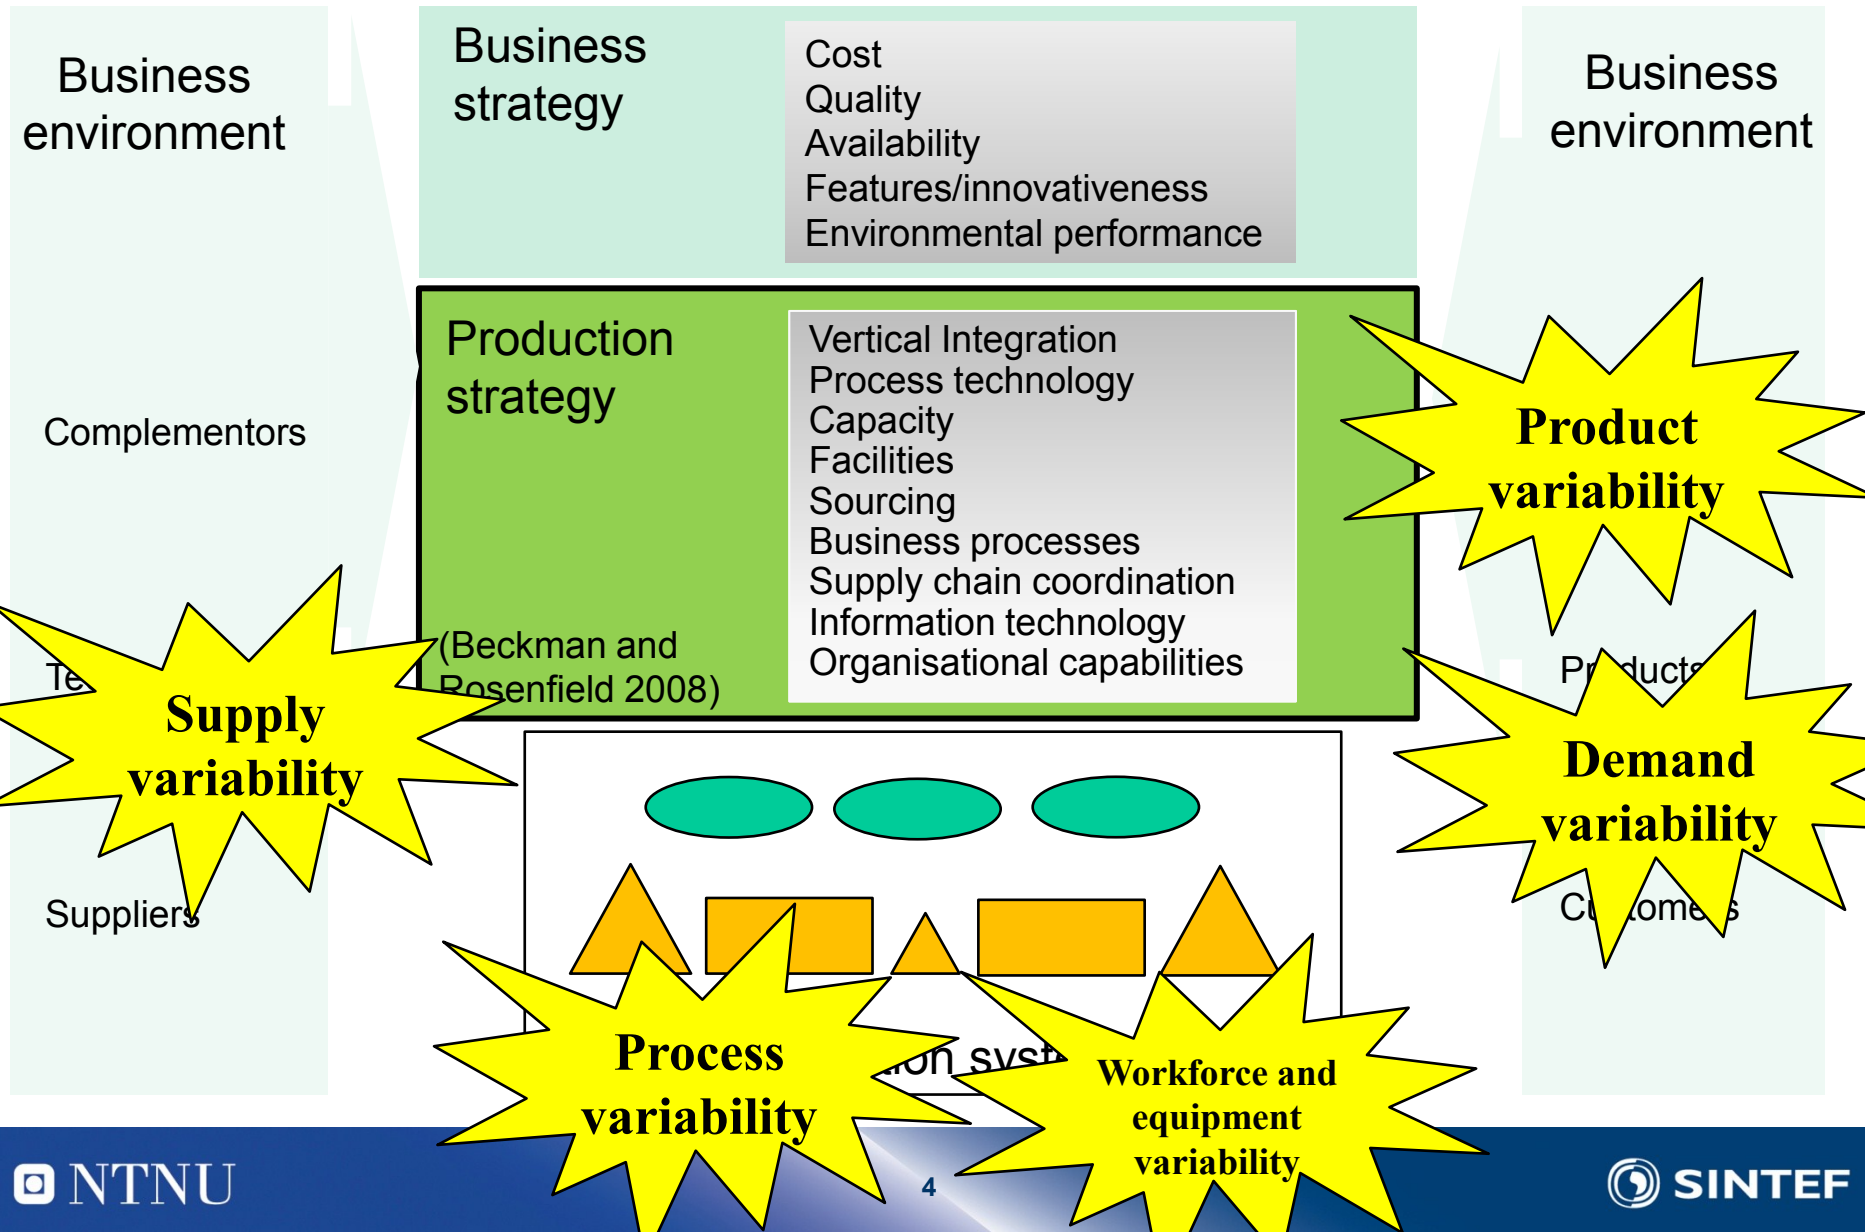 Business
environment
Complementors
Supply
variability
Suppliers
Business
strategy
Cost
Quality
Availability
Features/innovativeness
Environmental performance
Production
strategy
(Beckman and
Rosenfield 2008)
Vertical Integration
Process technology
Capacity
Facilities
Sourcing
Business processes
Supply chain coordination
Information technology
Organisational capabilities
Process
variability
Workforce and
equipment
variability
Business
environment
Product
variability
Products
Demand
variability
Customers
NTNU
4
SINTEF